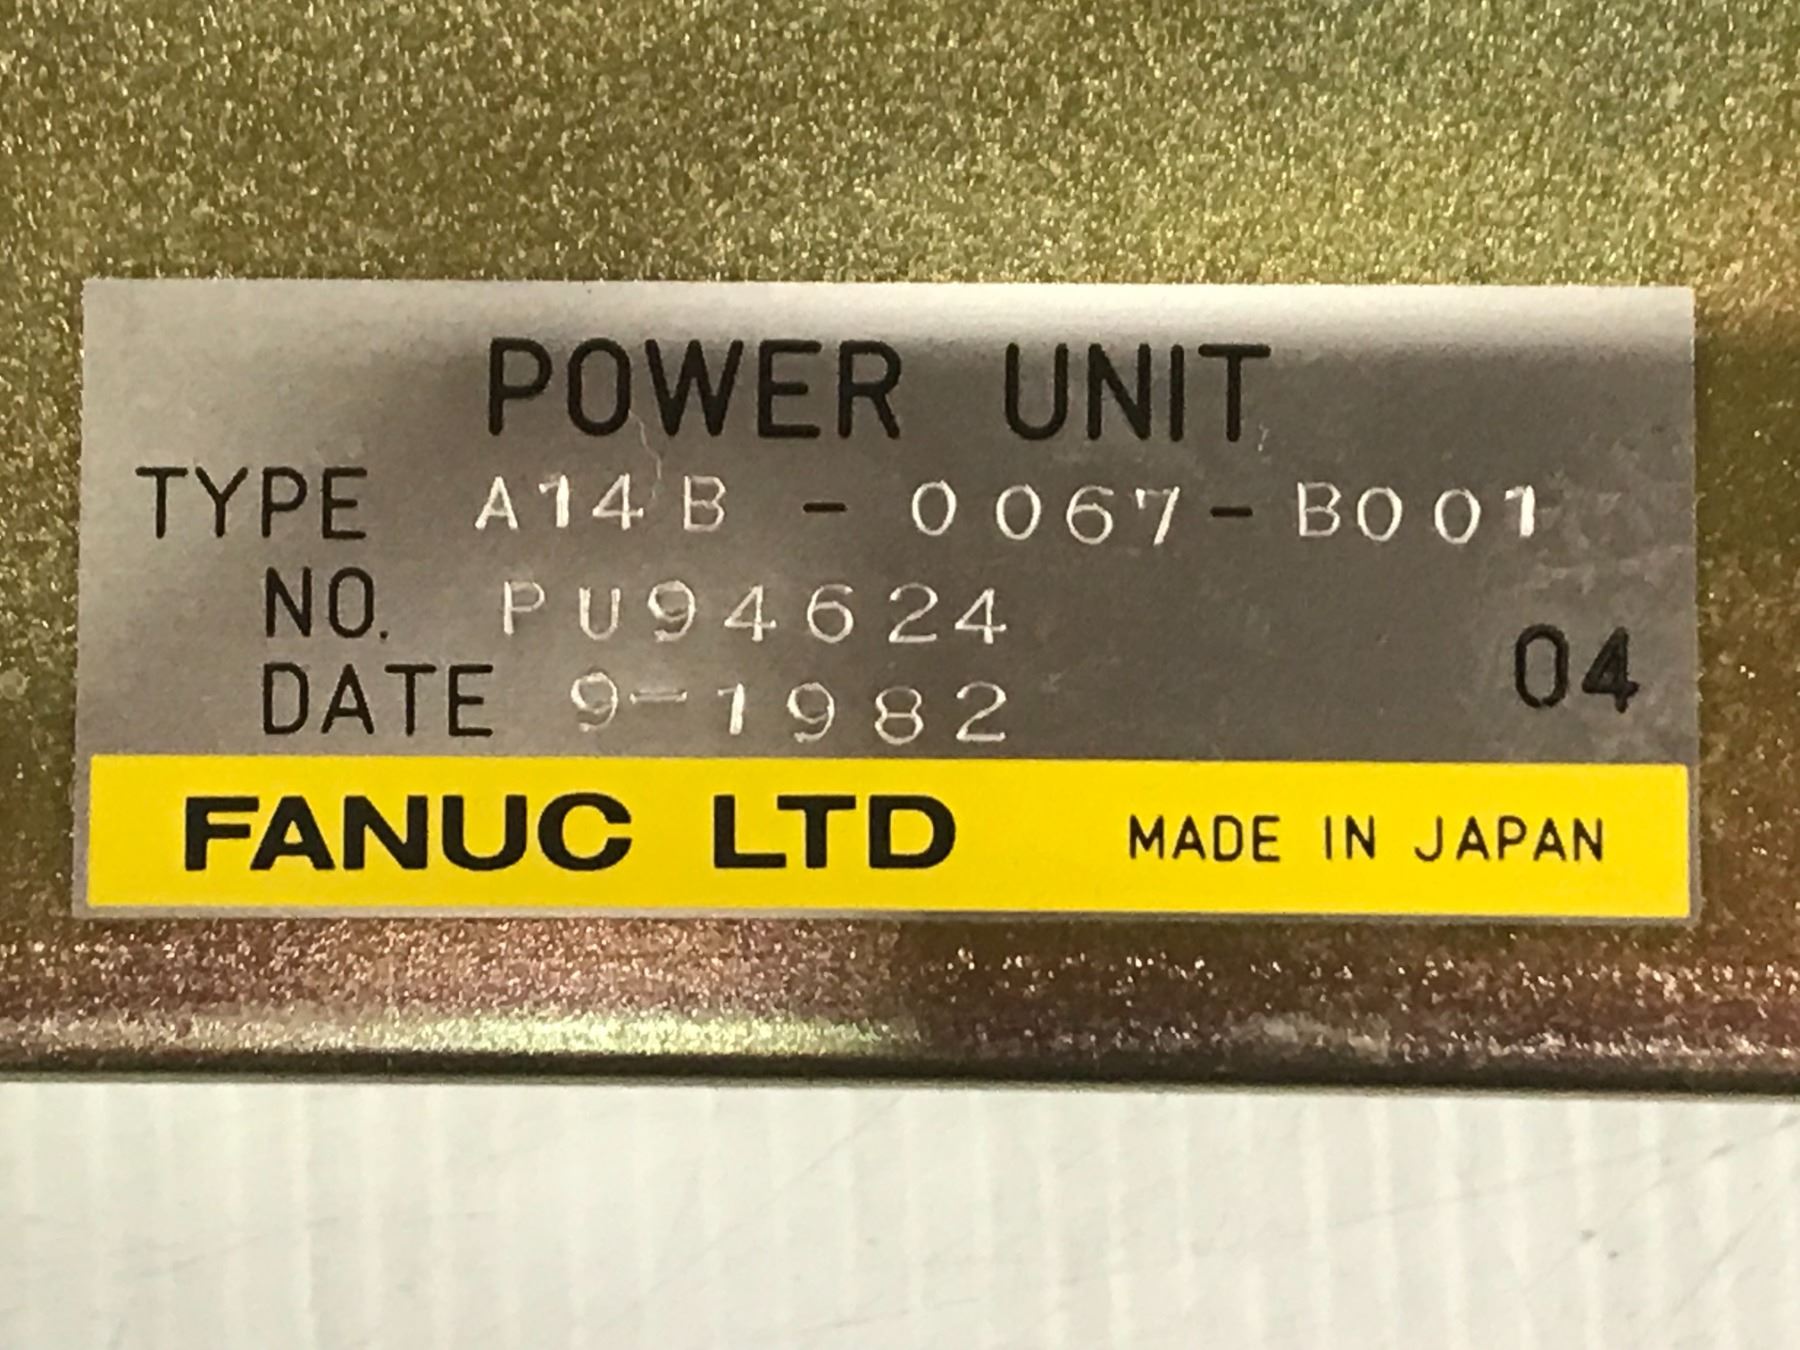 POWER UNIT
TYPE A14B-0067-B001
NO. PU94624
04
DATE 9-1982
FANUC LTD MADE IN JAPAN